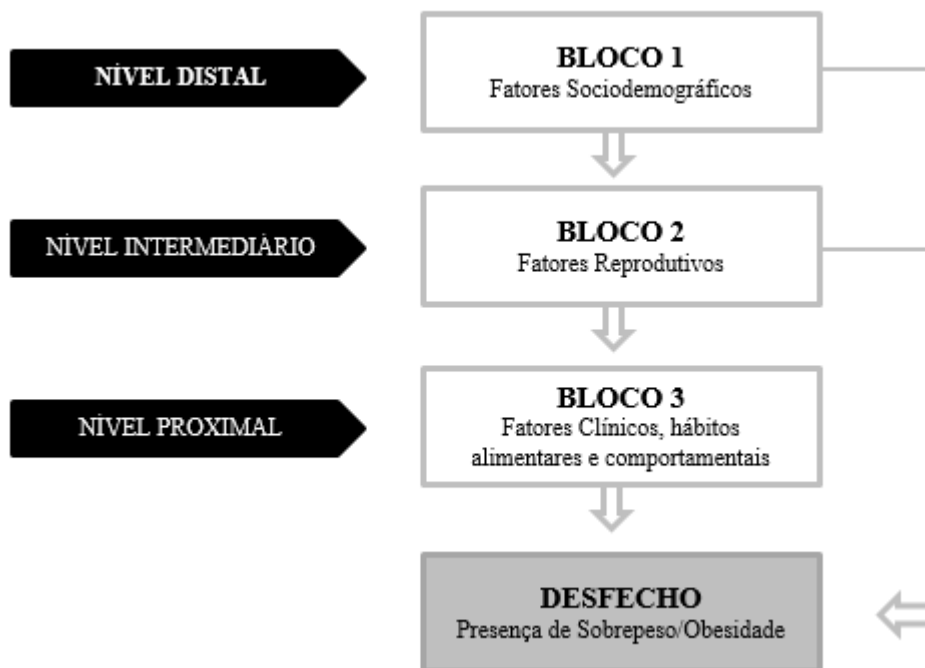 NÍVEL DISTAL
BLOCO 1
Fatores Sociodemográficos
NÍVEL INTERMEDIÁRIO
BLOCO 2
Fatores Reprodutivos
NÍVEL PROXIMAL
BLOCO 3
Fatores Clínicos, hábitos
alimentares e comportamentais
DESFECHO
Presença de Sobrepeso/Obesidade